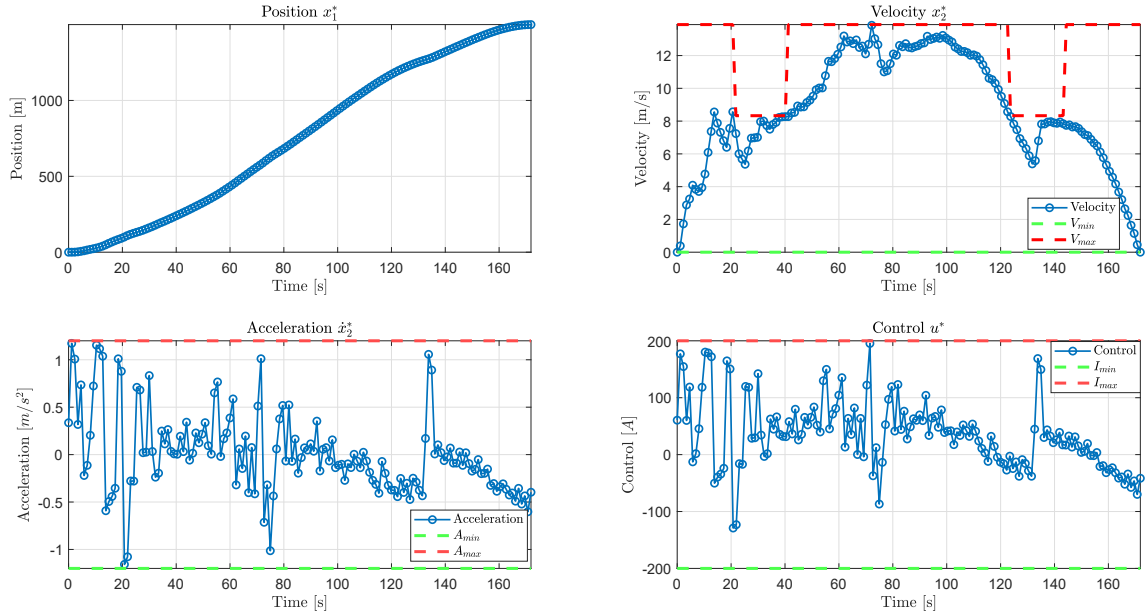 Position x₁*
Position [m]
1000
500
0
0 20 40 60 80 100 120 140 160
Time [s]
Velocity x₂*
Velocity [m/s]
12
10
8
6
4
2
0
Velocity
V_min
V_max
0 20 40 60 80 100 120 140 160
Time [s]
Acceleration ẋ₂*
Acceleration [m/s²]
1
0.5
0
-0.5
-1
Acceleration
A_min
A_max
0 20 40 60 80 100 120 140 160
Time [s]
Control u*
Control [A]
200
100
0
-100
-200
Control
I_min
I_max
0 20 40 60 80 100 120 140 160
Time [s]